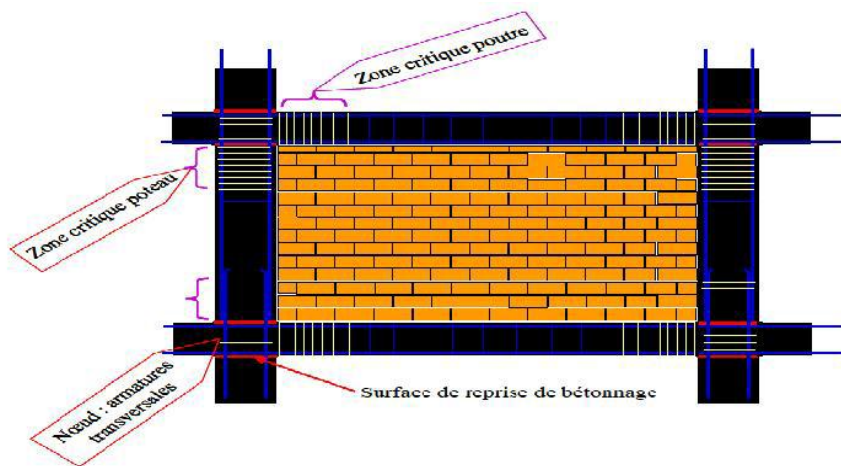 Zone critique poutre
Zone critique poteau
Surface de reprise de bétonnage
Nœud : armatures
transversales